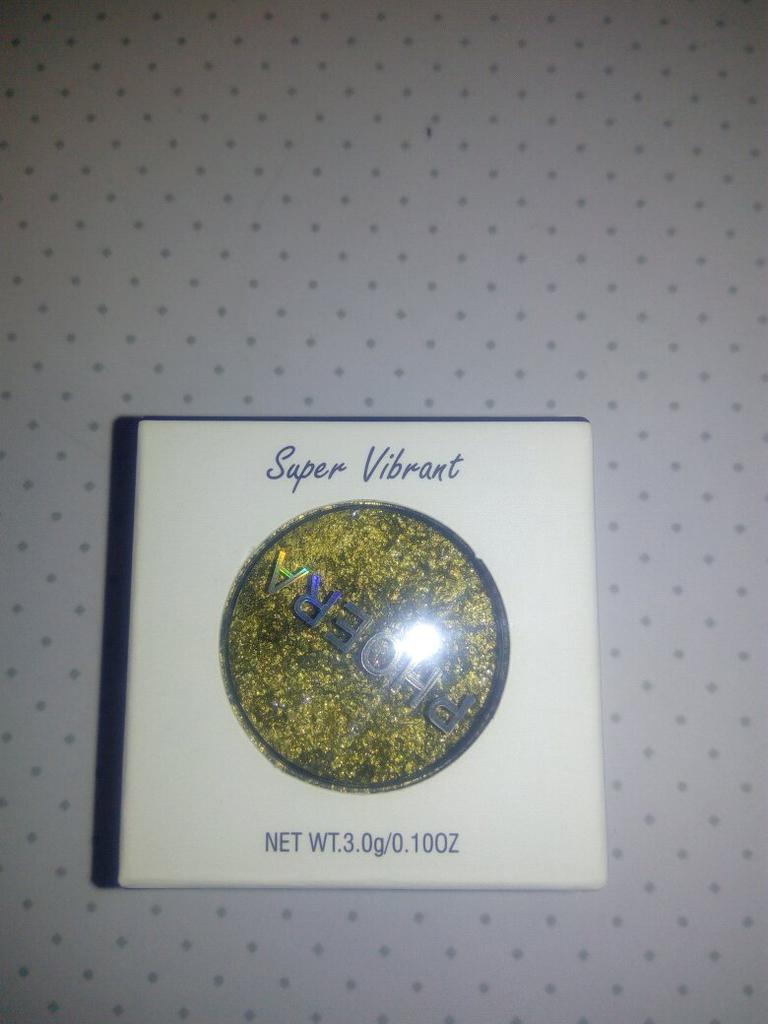 Super Vibrant
PHOERA
NET WT.3.0g/0.10OZ